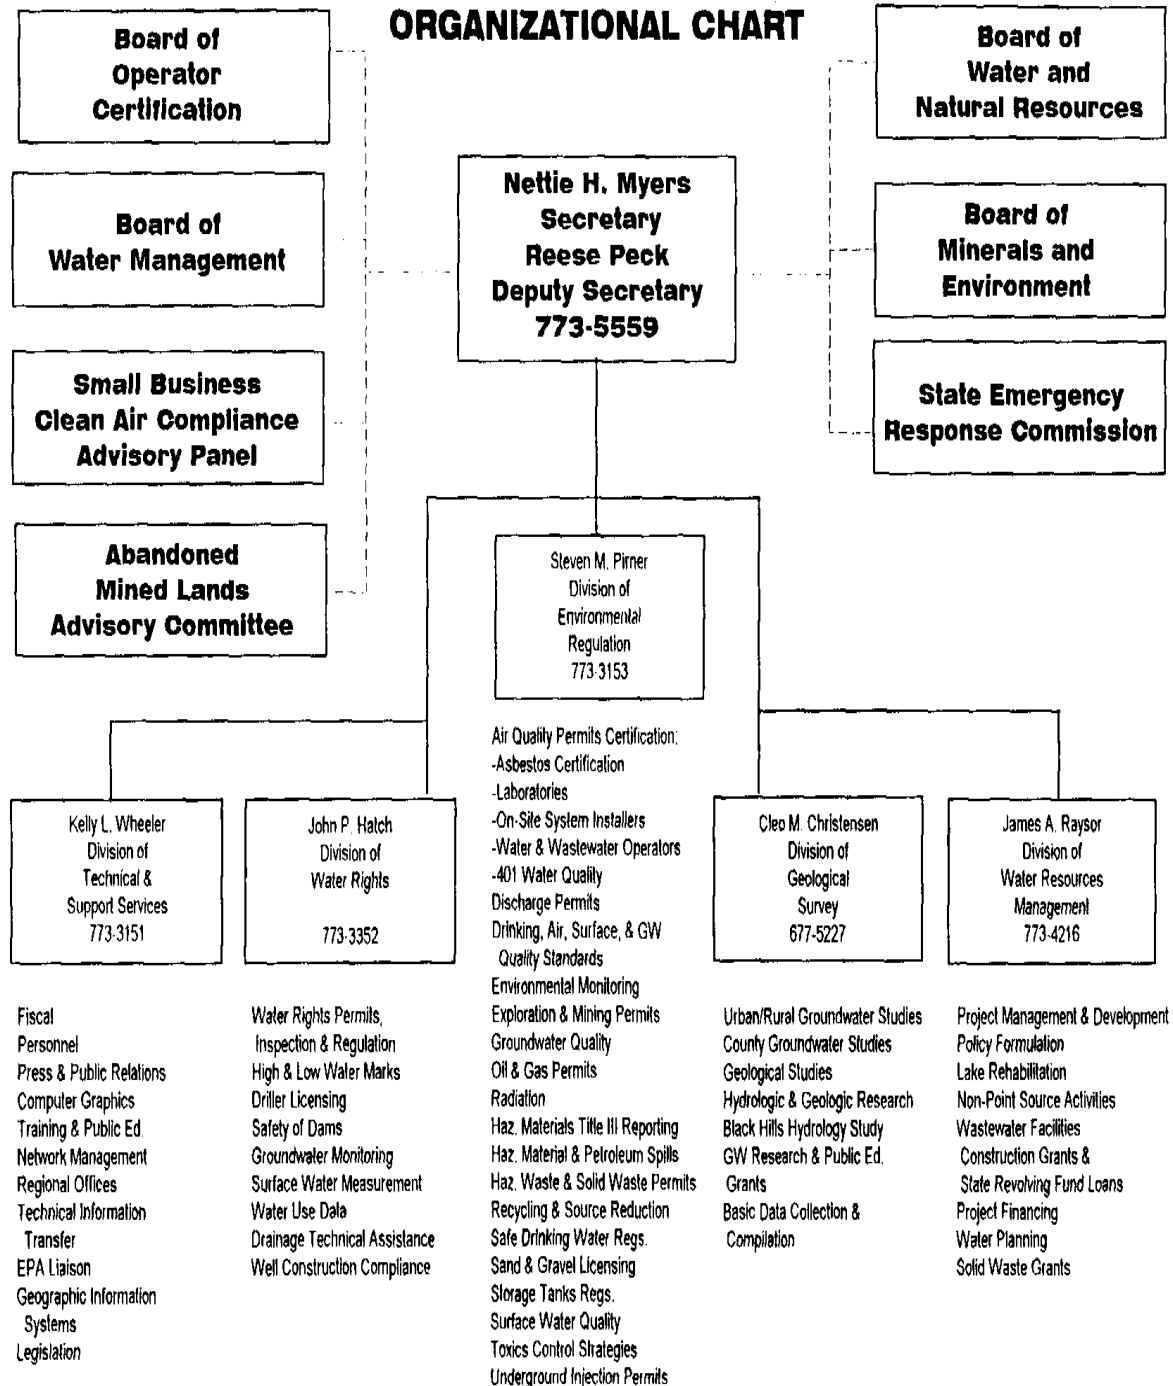 ORGANIZATIONAL CHART
Board of
Operator
Certification
Board of
Water Management
Small Business
Clean Air Compliance
Advisory Panel
Abandoned
Mined Lands
Advisory Committee
Nettie H. Myers
Secretary
Reese Peck
Deputy Secretary
773-5559
Board of
Water and
Natural Resources
Board of
Minerals and
Environment
State Emergency
Response Commission
Steven M. Pirner
Division of
Environmental
Regulation
773-3153
Kelly L. Wheeler
Division of
Technical &
Support Services
773-3151
Fiscal
Personnel
Press & Public Relations
Computer Graphics
Training & Public Ed.
Network Management
Regional Offices
Technical Information
Transfer
EPA Liaison
Geographic Information
Systems
Legislation
John P. Hatch
Division of
Water Rights
773-3352
Water Rights Permits,
Inspection & Regulation
High & Low Water Marks
Driller Licensing
Safety of Dams
Groundwater Monitoring
Surface Water Measurement
Water Use Data
Drainage Technical Assistance
Well Construction Compliance
Air Quality Permits Certification:
-Asbestos Certification
-Laboratories
-On-Site System Installers
-Water & Wastewater Operators
-401 Water Quality
Discharge Permits
Drinking, Air, Surface, & GW
Quality Standards
Environmental Monitoring
Exploration & Mining Permits
Groundwater Quality
Oil & Gas Permits
Radiation
Haz. Materials Title III Reporting
Haz. Material & Petroleum Spills
Haz. Waste & Solid Waste Permits
Recycling & Source Reduction
Safe Drinking Water Regs.
Sand & Gravel Licensing
Storage Tanks Regs.
Surface Water Quality
Toxics Control Strategies
Underground Injection Permits
Cleo M. Christensen
Division of
Geological
Survey
677-5227
Urban/Rural Groundwater Studies
County Groundwater Studies
Geological Studies
Hydrologic & Geologic Research
Black Hills Hydrology Study
GW Research & Public Ed.
Grants
Basic Data Collection &
Compilation
James A. Raysor
Division of
Water Resources
Management
773-4216
Project Management & Development
Policy Formulation
Lake Rehabilitation
Non-Point Source Activities
Wastewater Facilities
Construction Grants &
State Revolving Fund Loans
Project Financing
Water Planning
Solid Waste Grants